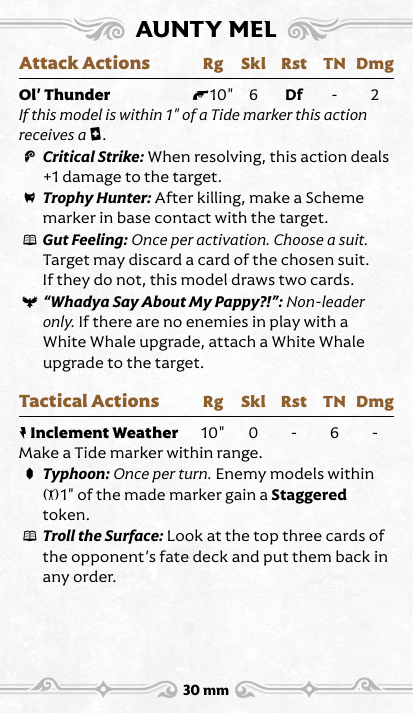 AUNTY MEL
Attack Actions Rg Skl Rst TN Dmg
Ol' Thunder 10" 6 Df - 2
If this model is within 1" of a Tide marker this action
receives a .
Critical Strike: When resolving, this action deals
+1 damage to the target.
Trophy Hunter: After killing, make a Scheme
marker in base contact with the target.
Gut Feeling: Once per activation. Choose a suit.
Target may discard a card of the chosen suit.
If they do not, this model draws two cards.
"Whadya Say About My Pappy?!": Non-leader
only. If there are no enemies in play with a
White Whale upgrade, attach a White Whale
upgrade to the target.
Tactical Actions Rg Skl Rst TN Dmg
Inclement Weather 10" 0 - 6 -
Make a Tide marker within range.
Typhoon: Once per turn. Enemy models within
1" of the made marker gain a Staggered
token.
Troll the Surface: Look at the top three cards of
the opponent's fate deck and put them back in
any order.
30 mm